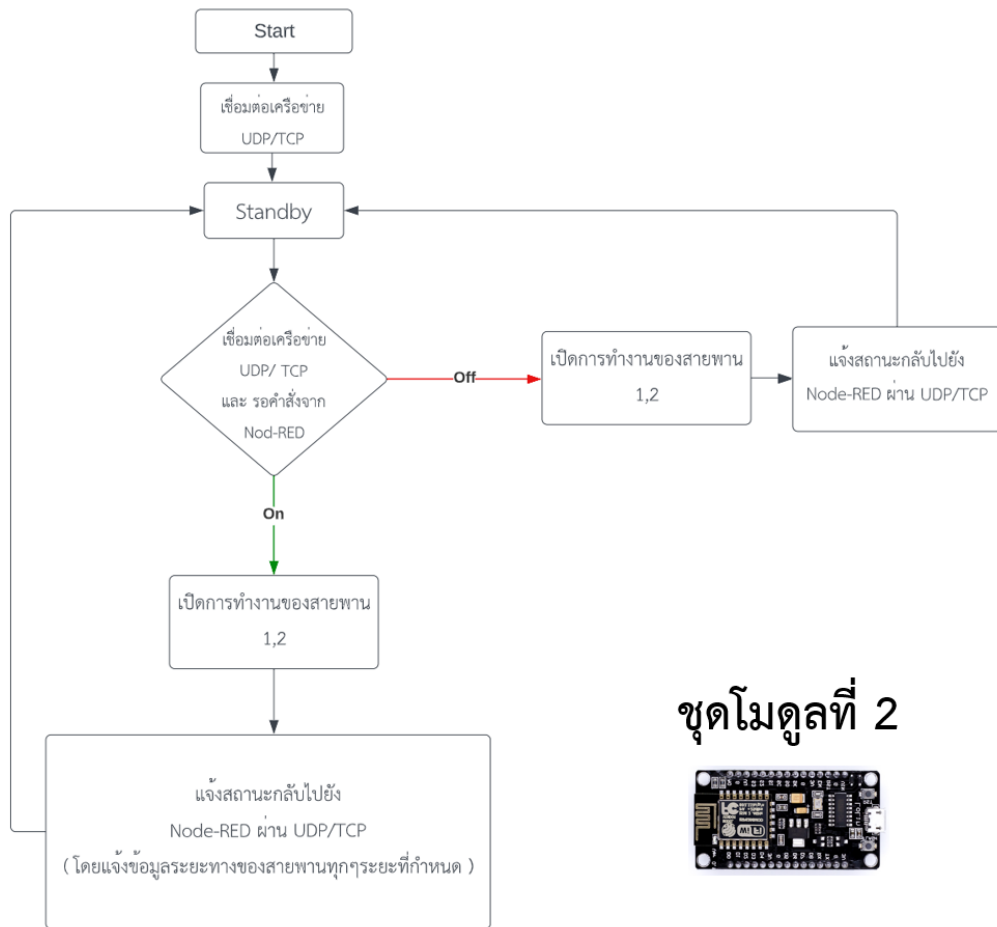 Start
เชื่อมต่อเครือข่าย
UDP/TCP
Standby
เชื่อมต่อเครือข่าย
UDP/ TCP
และ รอคำสั่งจาก
Nod-RED
Off
เปิดการทำงานของสายพาน
1,2
แจ้งสถานะกลับไปยัง
Node-RED ผ่าน UDP/TCP
On
เปิดการทำงานของสายพาน
1,2
แจ้งสถานะกลับไปยัง
Node-RED ผ่าน UDP/TCP
( โดยแจ้งข้อมูลระยะทางของสายพานทุกๆระยะที่กำหนด )
ชุดโมดูลที่ 2